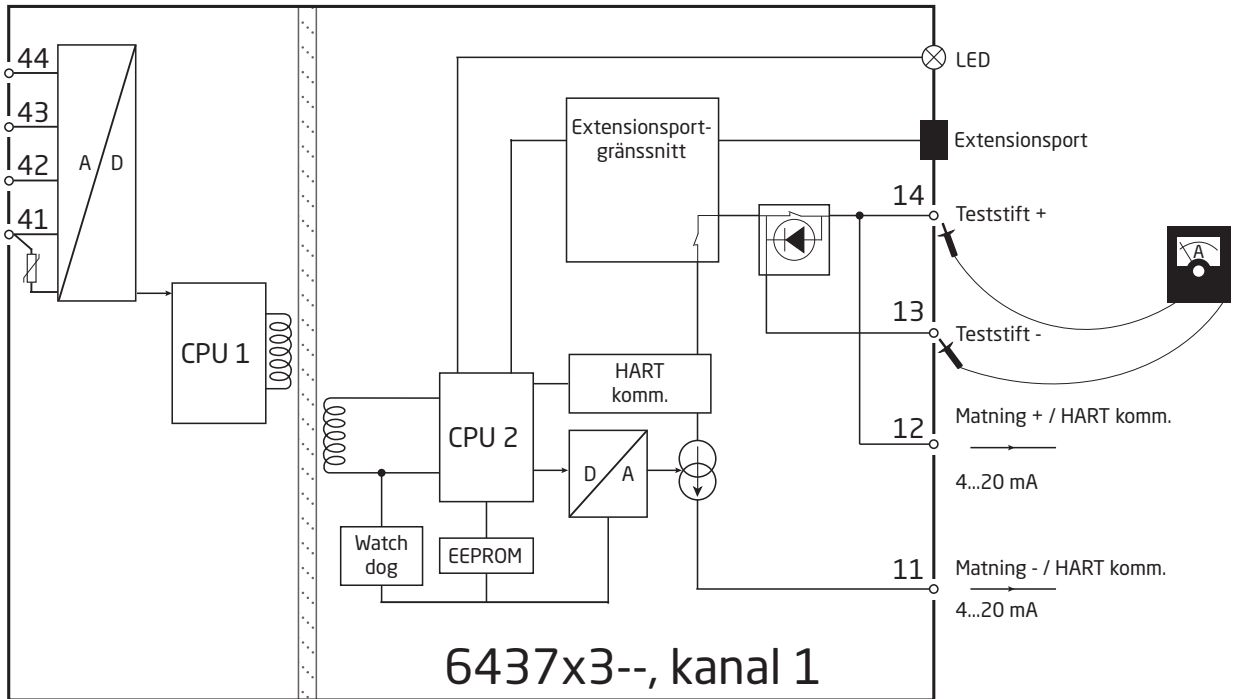 44
43
42
41
A
D
CPU 1
LED
Extensionsport-
gränssnitt
Extensionsport
14
Teststift +
A
13
Teststift -
HART
komm.
CPU 2
D
A
Matning + / HART komm.
12
4...20 mA
Watch
dog
EEPROM
11
Matning - / HART komm.
4...20 mA
6437x3--, kanal 1